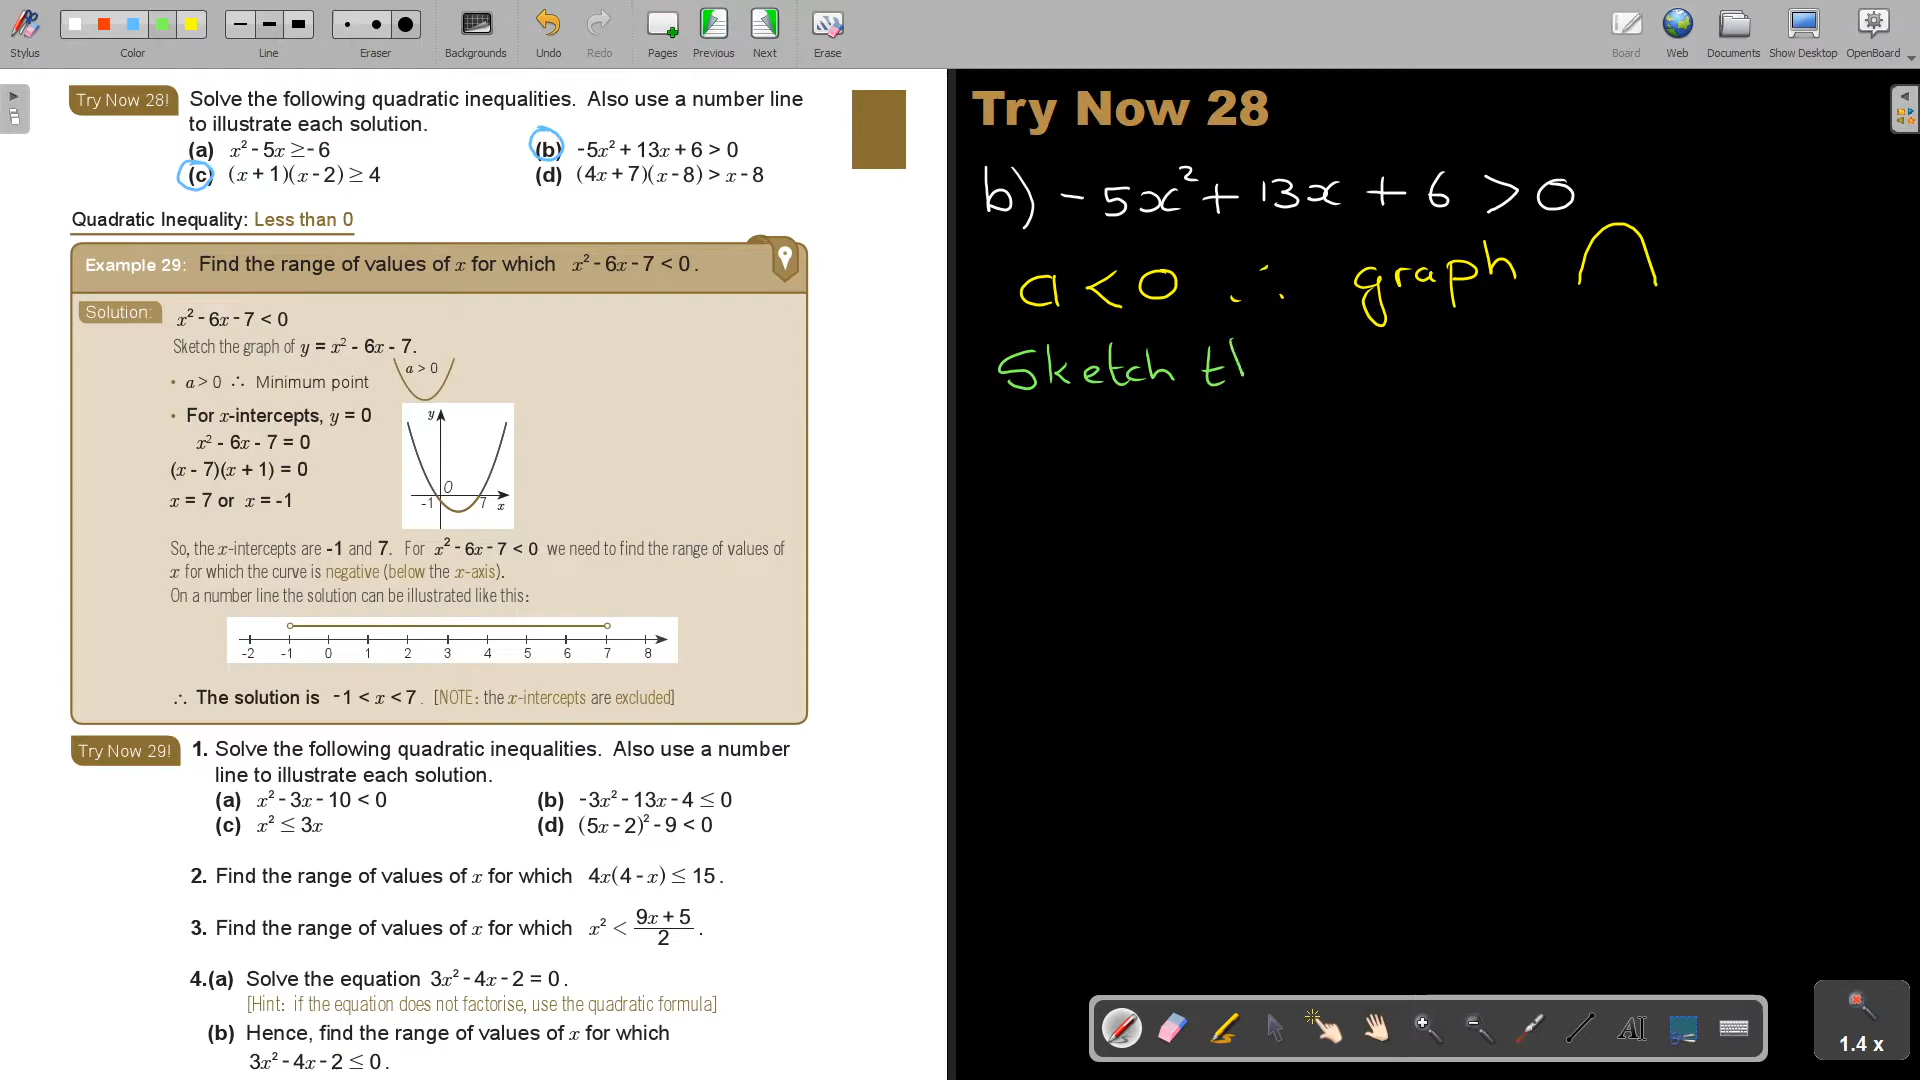 Stylus
Color
Line
Eraser
Backgrounds
Undo
Redo
Pages
Previous
Next
Erase
Board
Web
Documents
Show Desktop
OpenBoard
Try Now 28! Solve the following quadratic inequalities. Also use a number line
to illustrate each solution.
(a) x² - 5x ≥ -6 (b) -5x² + 13x + 6 > 0
(c) (x + 1)(x - 2) ≥ 4 (d) (4x + 7)(x - 8) > x - 8
Quadratic Inequality: Less than 0
Example 29: Find the range of values of x for which x² - 6x - 7 < 0.
Solution: x² - 6x - 7 < 0
Sketch the graph of y = x² - 6x - 7.
• a > 0 ∴ Minimum point a > 0
• For x-intercepts, y = 0
x² - 6x - 7 = 0
(x - 7)(x + 1) = 0
x = 7 or x = -1
y
O
-1 7 x
So, the x-intercepts are -1 and 7. For x² - 6x - 7 < 0 we need to find the range of values of
x for which the curve is negative (below the x-axis).
On a number line the solution can be illustrated like this:
-2 -1 0 1 2 3 4 5 6 7 8
∴ The solution is -1 < x < 7. [NOTE: the x-intercepts are excluded]
Try Now 29! 1. Solve the following quadratic inequalities. Also use a number
line to illustrate each solution.
(a) x² - 3x - 10 < 0 (b) -3x² - 13x - 4 ≤ 0
(c) x² ≤ 3x (d) (5x - 2)² - 9 < 0
2. Find the range of values of x for which 4x(4 - x) ≤ 15.
3. Find the range of values of x for which x² < (9x + 5)/2.
4.(a) Solve the equation 3x² - 4x - 2 = 0.
[Hint: if the equation does not factorise, use the quadratic formula]
(b) Hence, find the range of values of x for which
3x² - 4x - 2 ≤ 0.
Try Now 28
b) -5x² + 13x + 6 > 0
a < 0 ∴ graph
Sketch
AI
1.4 x